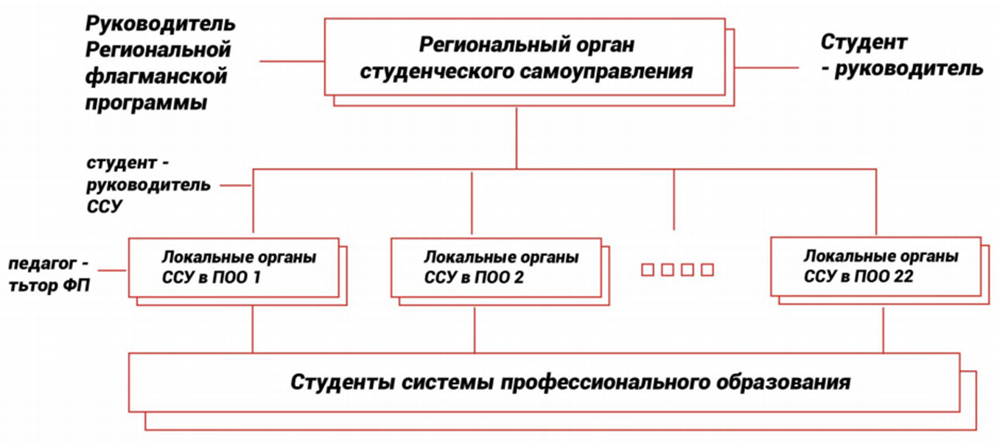 Руководитель
Региональной
флагманской
программы
Региональный орган
студенческого самоуправления
Студент
- руководитель
студент -
руководитель
ССУ
педагог -
тьтор ФП
Локальные органы
ССУ в ПОО 1
Локальные органы
ССУ в ПОО 2
Локальные органы
ССУ в ПОО 22
Студенты системы профессионального образования